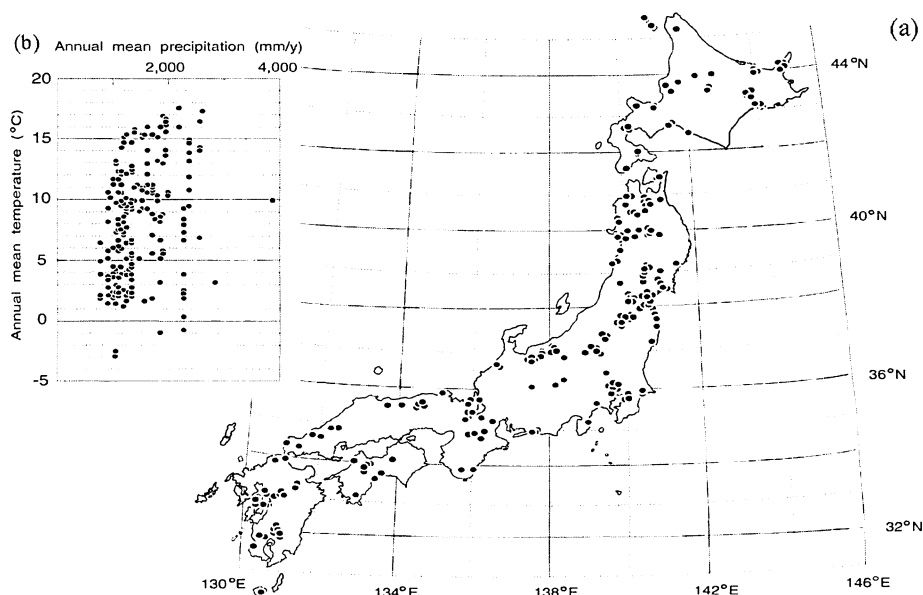 (a)
(b) Annual mean precipitation (mm/y)
2,000 4,000
20
15
10
5
0
-5
Annual mean temperature (°C)
44°N
40°N
36°N
32°N
130°E
134°E
138°E
142°E
146°E